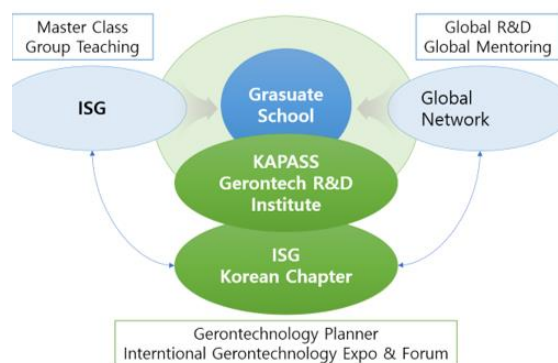 Master Class
Group Teaching
Global R&D
Global Mentoring
ISG
Grasuate
School
Global
Network
KAPASS
Gerontech R&D
Institute
ISG
Korean Chapter
Gerontechnology Planner
Interntional Gerontechnology Expo & Forum